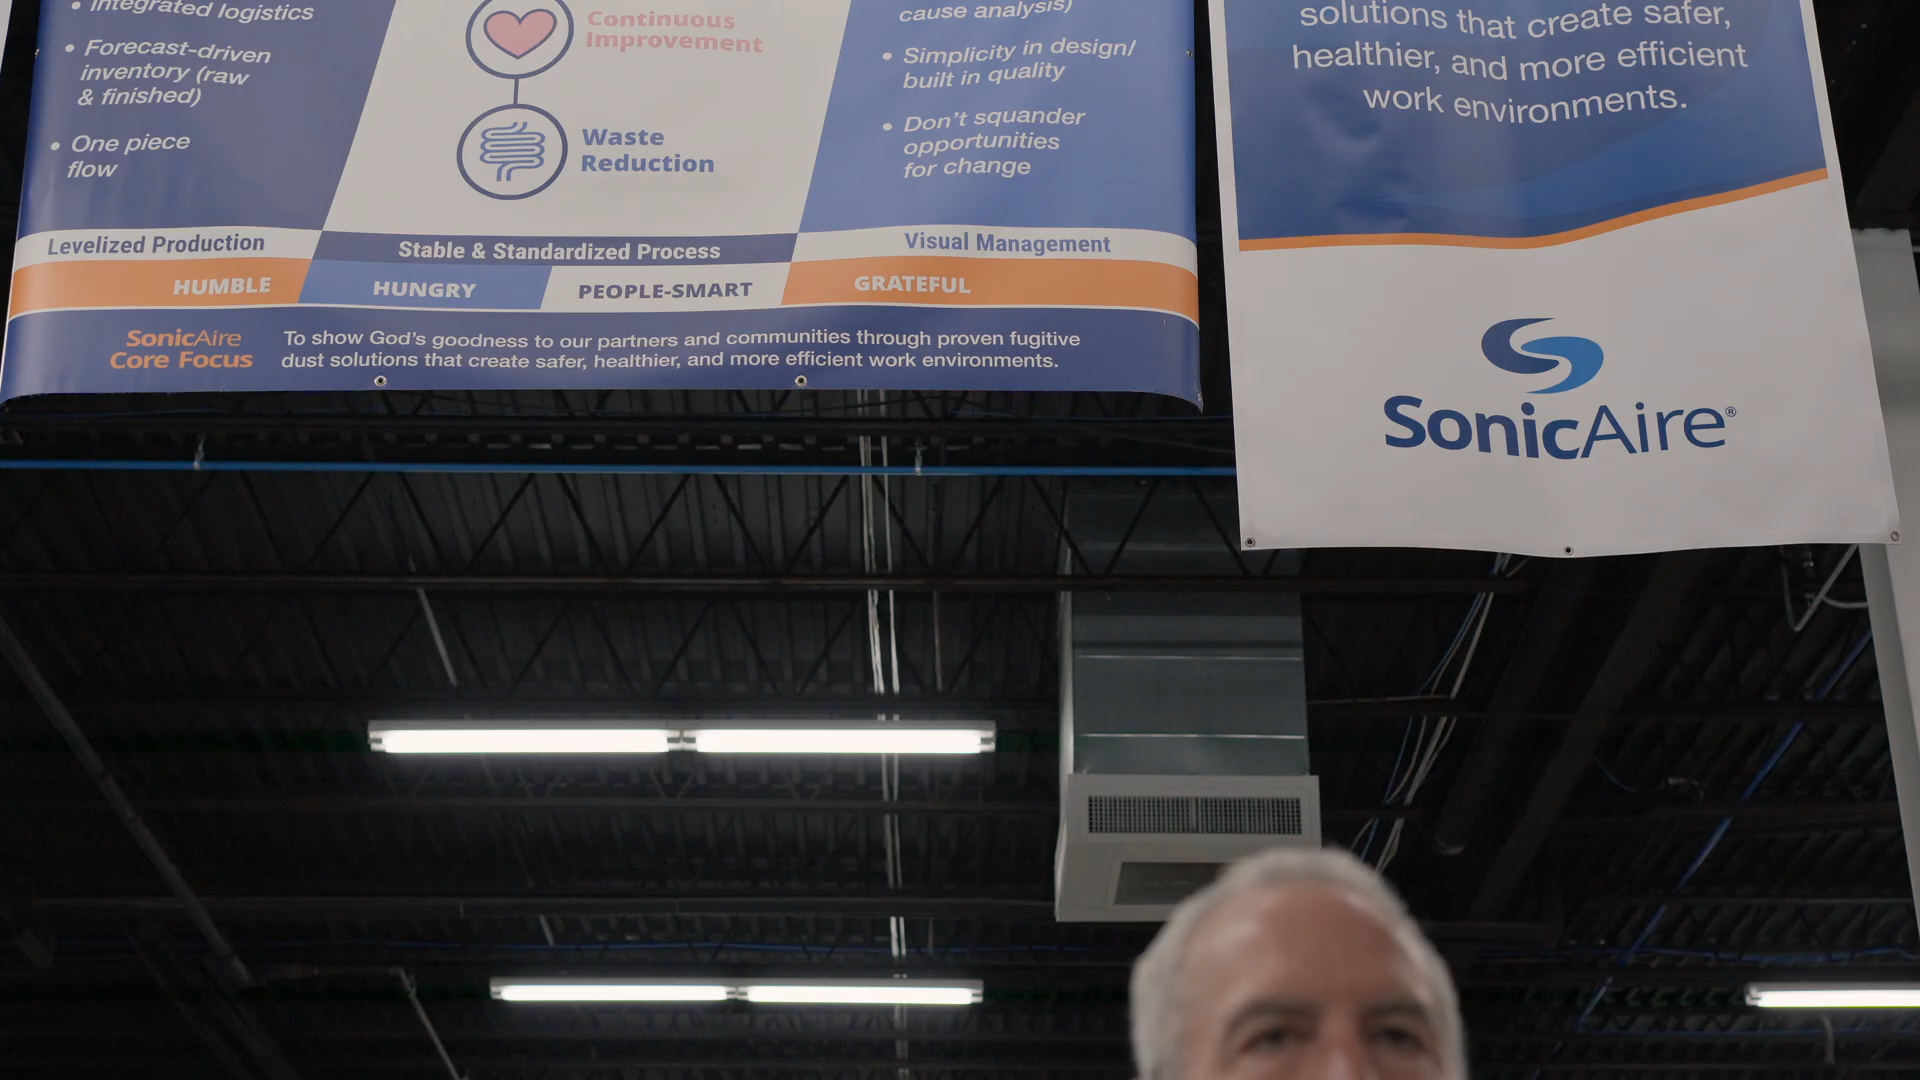 • Integrated logistics
• Forecast-driven
inventory (raw
& finished)
• One piece
flow
Continuous
Improvement
Waste
Reduction
cause analysis)
• Simplicity in design/
built in quality
• Don't squander
opportunities
for change
Levelized Production
Stable & Standardized Process
Visual Management
HUMBLE
HUNGRY
PEOPLE-SMART
GRATEFUL
SonicAire
Core Focus
To show God's goodness to our partners and communities through proven fugitive
dust solutions that create safer, healthier, and more efficient work environments.
solutions that create safer,
healthier, and more efficient
work environments.
SonicAire®